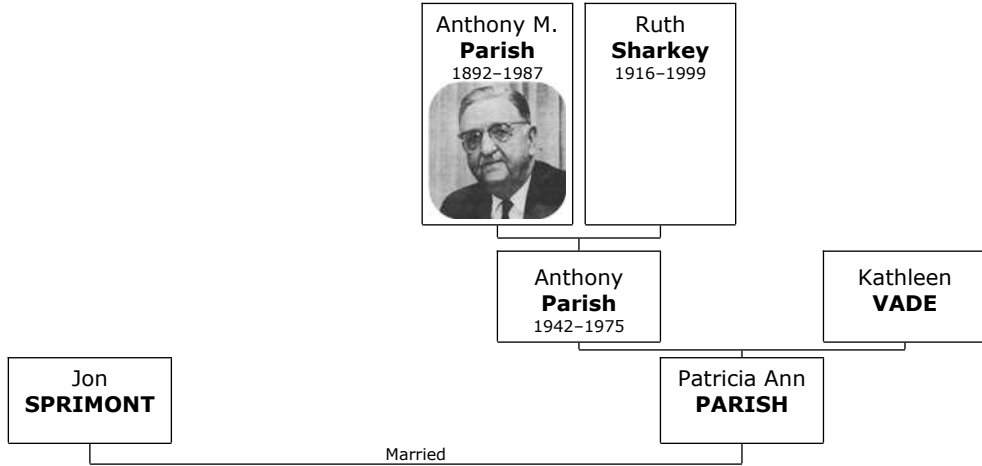 Anthony M.
Parish
1892–1987
Ruth
Sharkey
1916–1999
Anthony
Parish
1942–1975
Kathleen
VADE
Jon
SPRIMONT
Patricia Ann
PARISH
Married